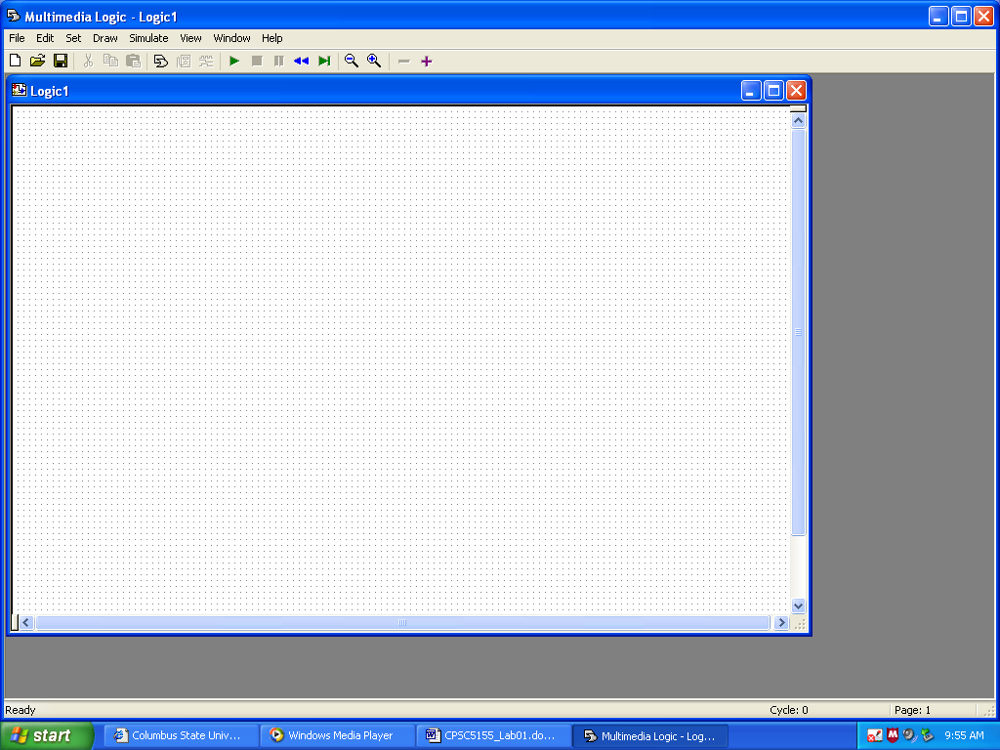 Multimedia Logic - Logic1
File Edit Set Draw Simulate View Window Help
Logic1
Ready Cycle: 0 Page: 1
start Columbus State Univ... Windows Media Player CPSC5155_Lab01.do... Multimedia Logic - Log... 9:55 AM